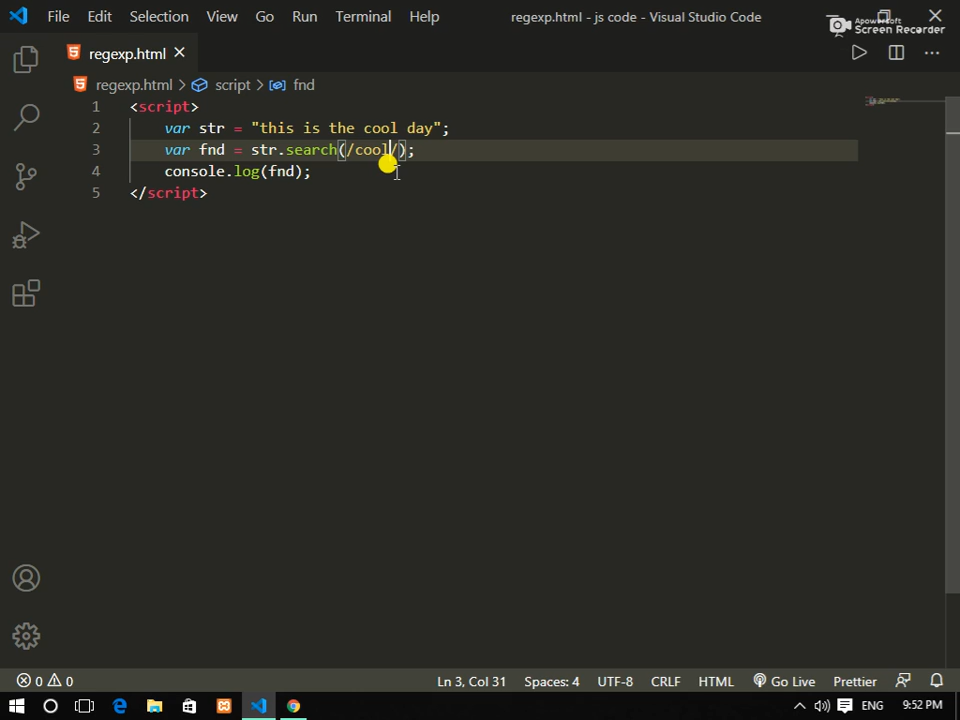 File Edit Selection View Go Run Terminal Help regexp.html - js code - Visual Studio Code
Apowersoft
Screen Recorder
regexp.html
regexp.html > script > fnd
1 <script>
2 var str = "this is the cool day";
3 var fnd = str.search(/cool/);
4 console.log(fnd);
5 </script>
0 0 Ln 3, Col 31 Spaces: 4 UTF-8 CRLF HTML Go Live Prettier
ENG 9:52 PM